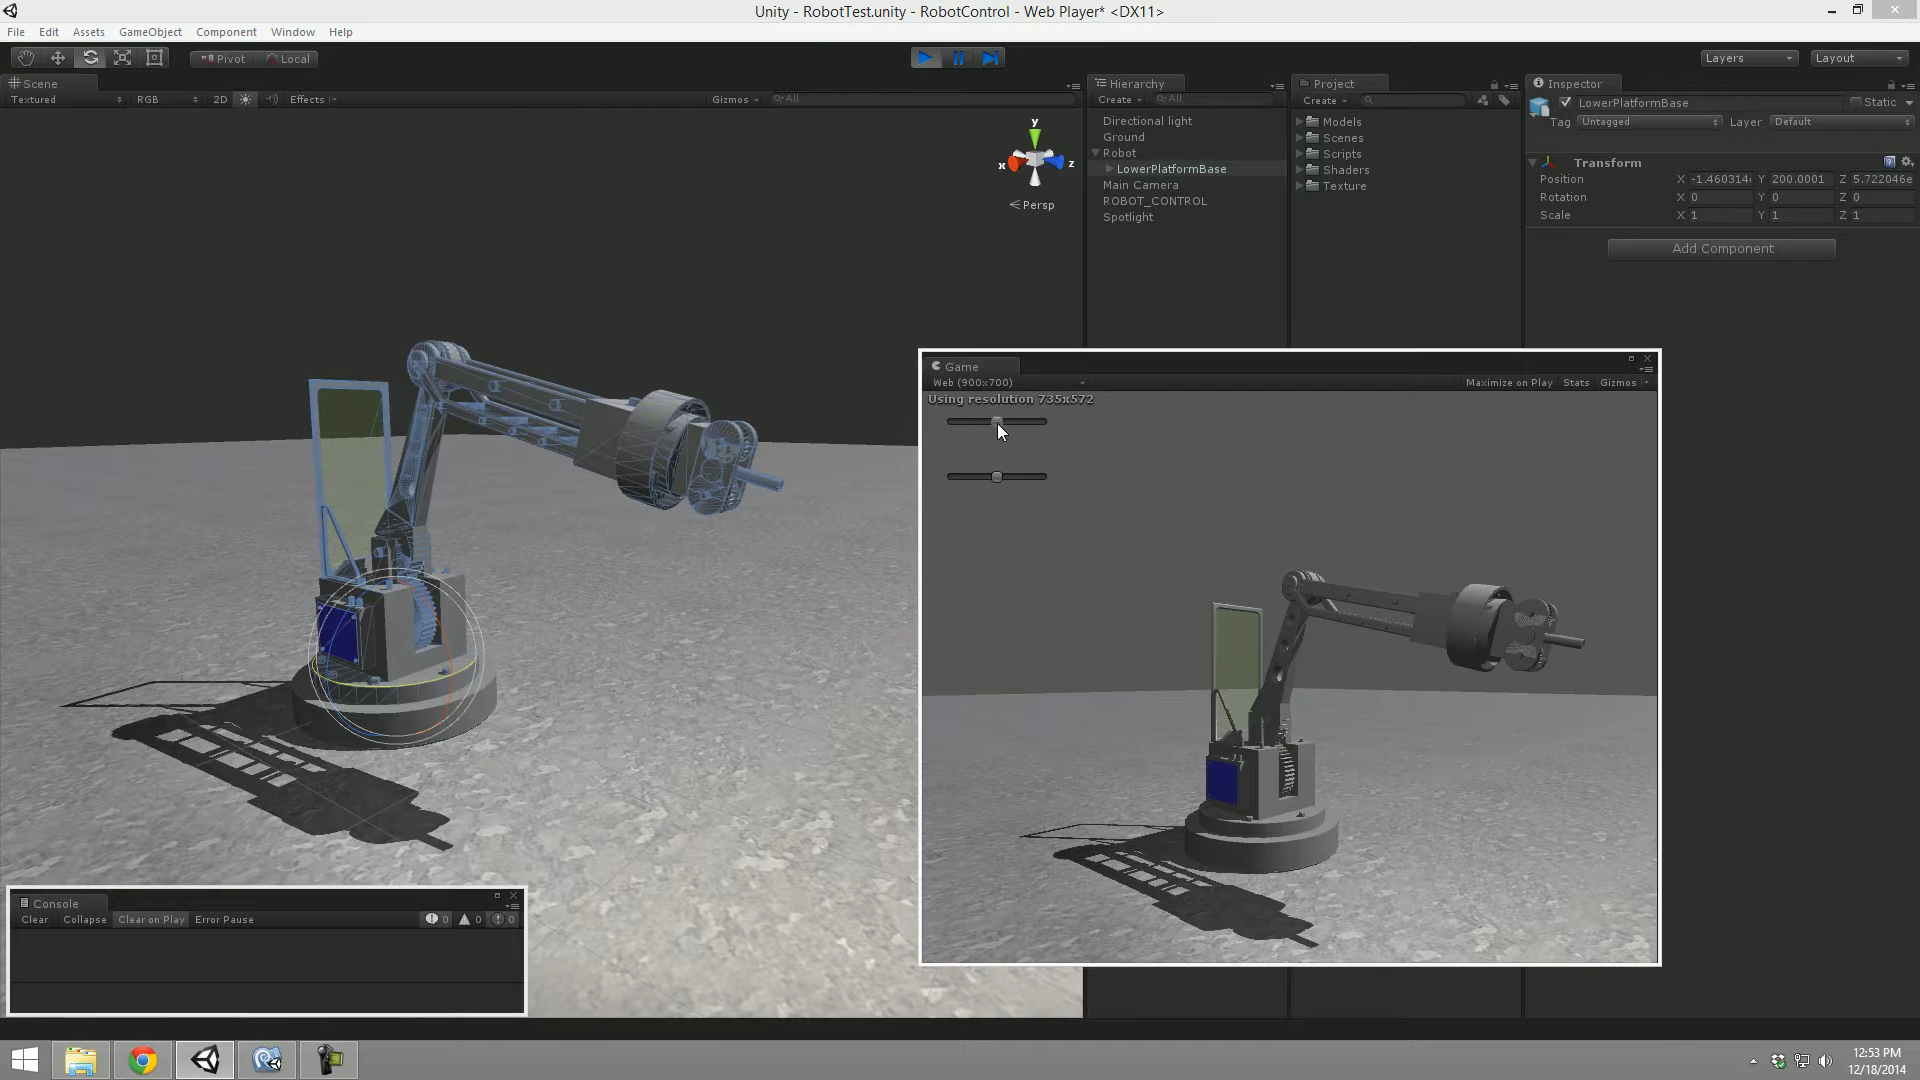 Unity - RobotTest.unity - RobotControl - Web Player* <DX11>
File Edit Assets GameObject Component Window Help
Pivot Local
Layers Layout
Scene
Textured RGB 2D Effects Gizmos All
y
x z
Persp
Hierarchy
Create All
Directional light
Ground
Robot
LowerPlatformBase
Main Camera
ROBOT_CONTROL
Spotlight
Project
Create
Models
Scenes
Scripts
Shaders
Texture
Inspector
LowerPlatformBase Static
Tag Untagged Layer Default
Transform
Position X -1.460314 Y 200.0001 Z 5.722046e
Rotation X 0 Y 0 Z 0
Scale X 1 Y 1 Z 1
Add Component
Game
Web (900x700) Maximize on Play Stats Gizmos
Using resolution 735x572
Console
Clear Collapse Clear on Play Error Pause 0 0 0
12:53 PM
12/18/2014